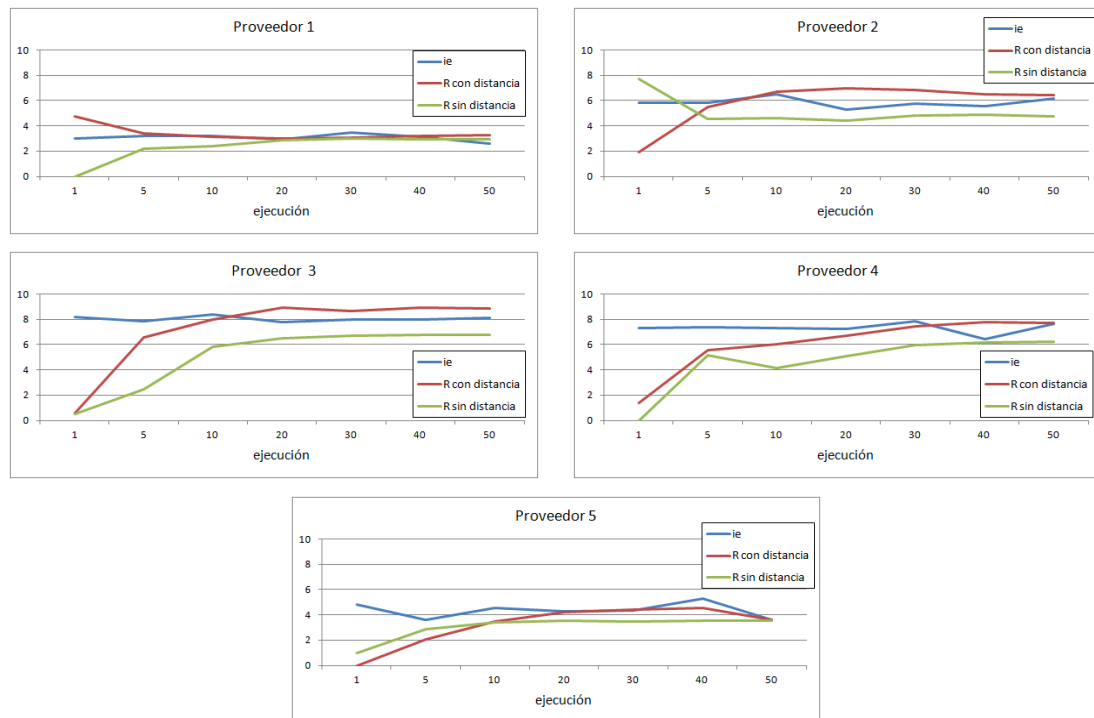 Proveedor 1
10
8
6
4
2
0
ie
R con distancia
R sin distancia
1 5 10 20 30 40 50
ejecución
Proveedor 2
10
8
6
4
2
0
ie
R con distancia
R sin distancia
1 5 10 20 30 40 50
ejecución
Proveedor 3
10
8
6
4
2
0
ie
R con distancia
R sin distancia
1 5 10 20 30 40 50
ejecución
Proveedor 4
10
8
6
4
2
0
ie
R con distancia
R sin distancia
1 5 10 20 30 40 50
ejecución
Proveedor 5
10
8
6
4
2
0
ie
R con distancia
R sin distancia
1 5 10 20 30 40 50
ejecución